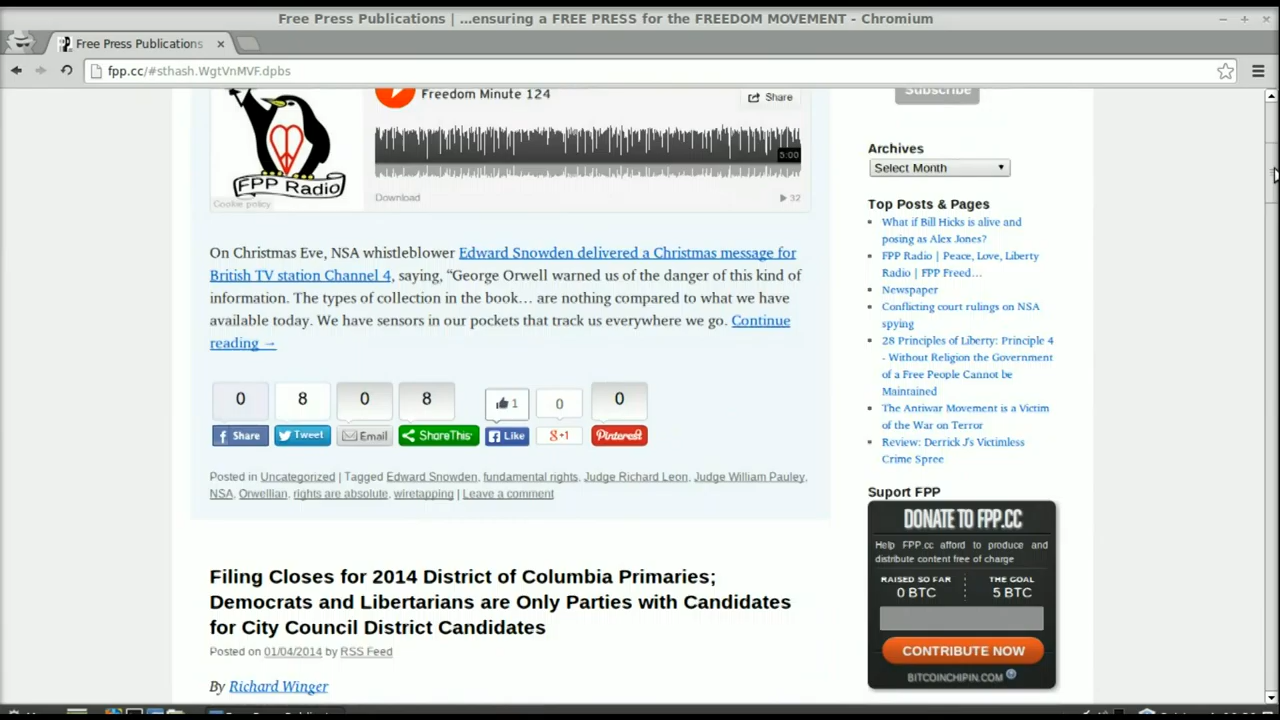 Free Press Publications | ...ensuring a FREE PRESS for the FREEDOM MOVEMENT - Chromium
Free Press Publications
fpp.cc/#sthash.WgtVnMVF.dpbs
Freedom Minute 124
Share
5:00
FPP Radio
Cookie policy
Download
32
On Christmas Eve, NSA whistleblower Edward Snowden delivered a Christmas message for
British TV station Channel 4, saying, “George Orwell warned us of the danger of this kind of
information. The types of collection in the book… are nothing compared to what we have
available today. We have sensors in our pockets that track us everywhere we go. Continue
reading →
0 8 0 8 1 0 0
Share Tweet Email ShareThis Like +1 Pinterest
Posted in Uncategorized | Tagged Edward Snowden, fundamental rights, Judge Richard Leon, Judge William Pauley,
NSA, Orwellian, rights are absolute, wiretapping | Leave a comment
Filing Closes for 2014 District of Columbia Primaries;
Democrats and Libertarians are Only Parties with Candidates
for City Council District Candidates
Posted on 01/04/2014 by RSS Feed
By Richard Winger
Subscribe
Archives
Select Month
Top Posts & Pages
What if Bill Hicks is alive and
posing as Alex Jones?
FPP Radio | Peace, Love, Liberty
Radio | FPP Freed…
Newspaper
Conflicting court rulings on NSA
spying
28 Principles of Liberty: Principle 4
- Without Religion the Government
of a Free People Cannot be
Maintained
The Antiwar Movement is a Victim
of the War on Terror
Review: Derrick J's Victimless
Crime Spree
Suport FPP
DONATE TO FPP.CC
Help FPP.cc afford to produce and
distribute content free of charge
RAISED SO FAR
0 BTC
THE GOAL
5 BTC
CONTRIBUTE NOW
BITCOINCHIPIN.COM